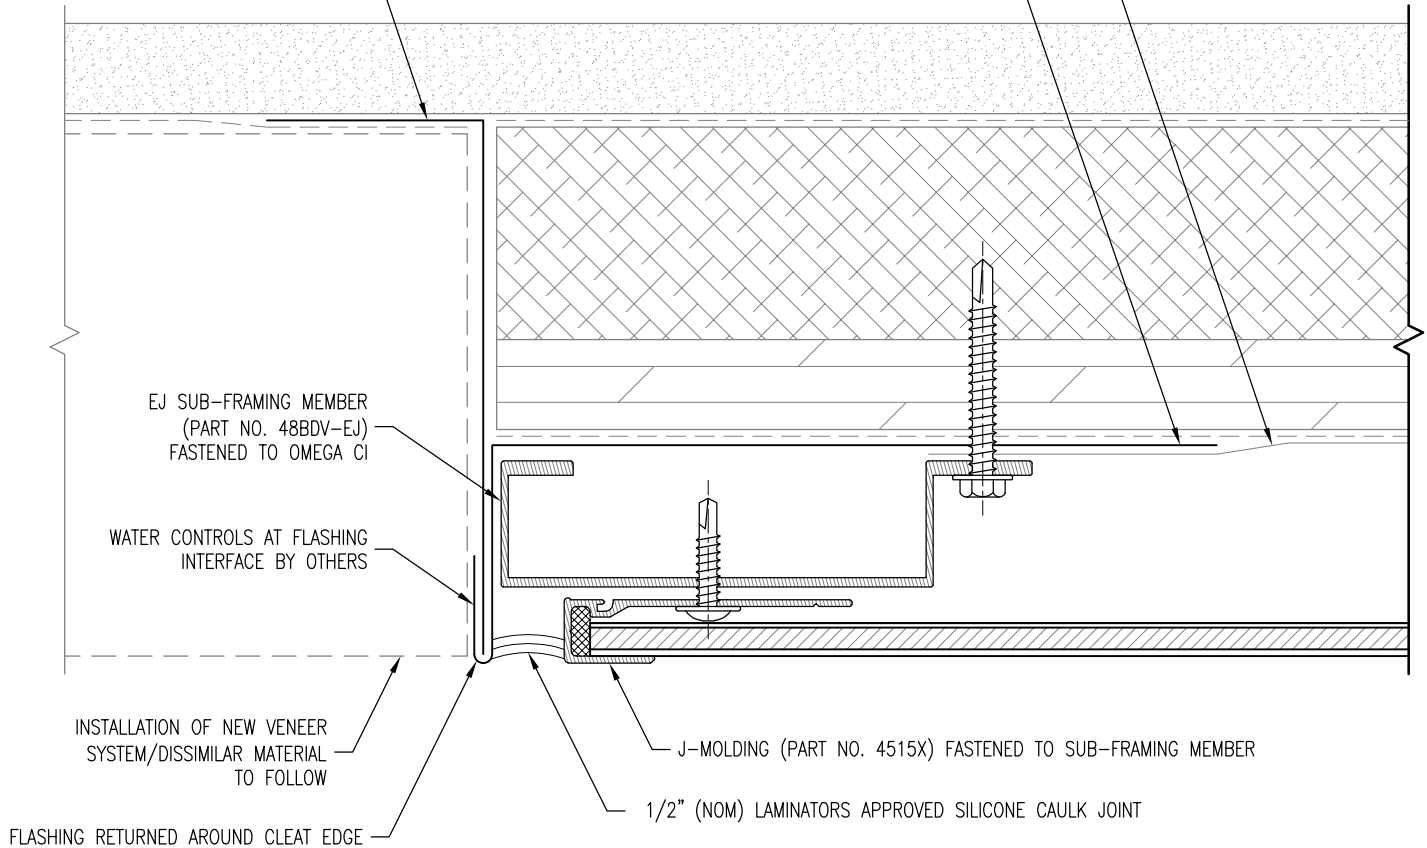 EJ SUB-FRAMING MEMBER
(PART NO. 48BDV-EJ)
FASTENED TO OMEGA CI
WATER CONTROLS AT FLASHING
INTERFACE BY OTHERS
INSTALLATION OF NEW VENEER
SYSTEM/DISSIMILAR MATERIAL
TO FOLLOW
J-MOLDING (PART NO. 4515X) FASTENED TO SUB-FRAMING MEMBER
1/2" (NOM) LAMINATORS APPROVED SILICONE CAULK JOINT
FLASHING RETURNED AROUND CLEAT EDGE